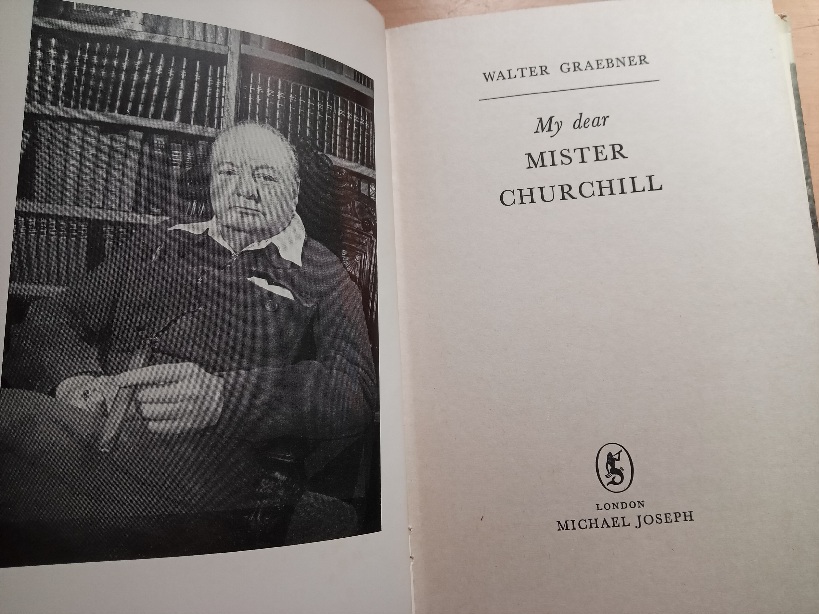 WALTER GRAEBNER
My dear
MISTER
CHURCHILL
LONDON
MICHAEL JOSEPH